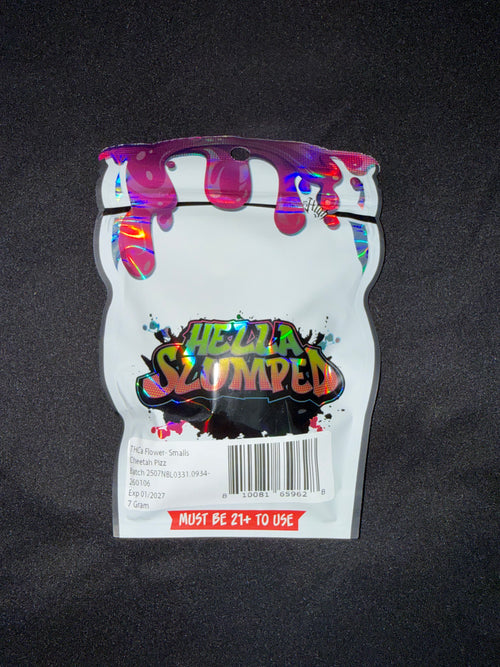 High
HELLA
SLUMPED
THCa Flower- Smalls
Cheetah Pizz
Batch 2507NBL0331.0934-
260106
Exp 01/2027
7 Gram
8 10081 65962 8
MUST BE 21+ TO USE